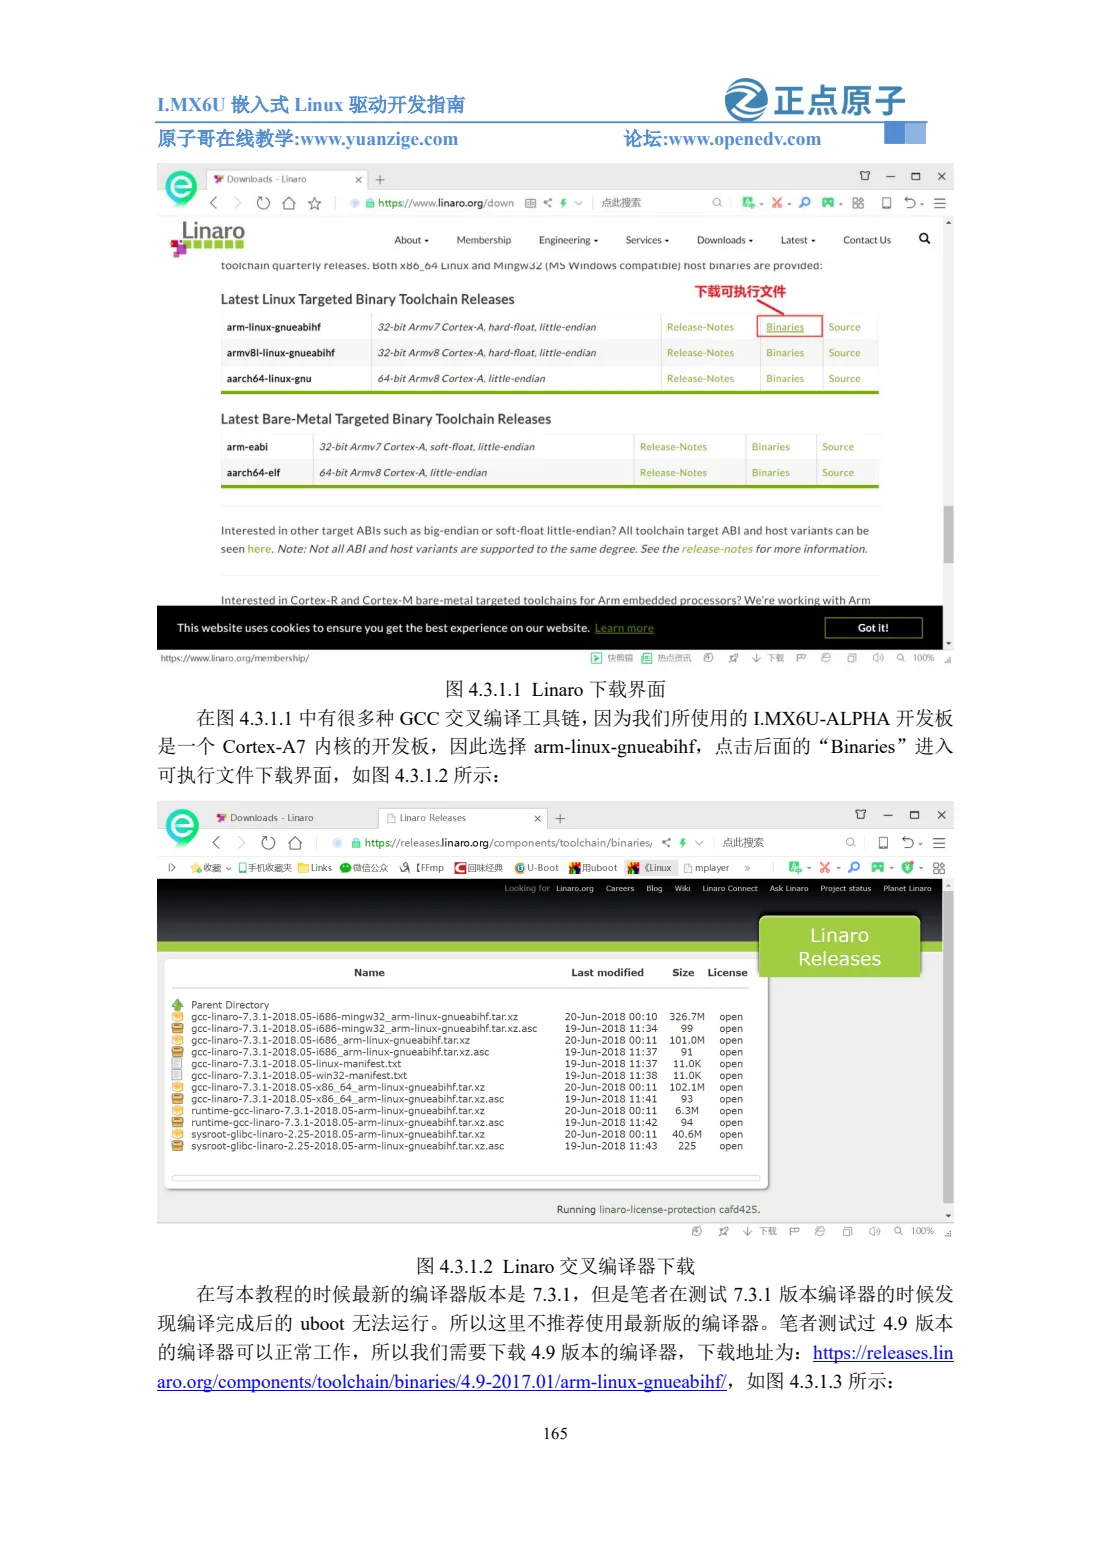 I.MX6U 嵌入式 Linux 驱动开发指南
正点原子
原子哥在线教学:www.yuanzige.com 论坛:www.openedv.com
Downloads - Linaro
https://www.linaro.org/down 点此搜索
Linaro
About Membership Engineering Services Downloads Latest Contact Us
toolchain quarterly releases. Both x86_64 Linux and Mingw32 (MS Windows compatible) host binaries are provided:
下载可执行文件
Latest Linux Targeted Binary Toolchain Releases
arm-linux-gnueabihf 32-bit Armv7 Cortex-A, hard-float, little-endian Release-Notes Binaries Source
armv8l-linux-gnueabihf 32-bit Armv8 Cortex-A, hard-float, little-endian Release-Notes Binaries Source
aarch64-linux-gnu 64-bit Armv8 Cortex-A, little-endian Release-Notes Binaries Source
Latest Bare-Metal Targeted Binary Toolchain Releases
arm-eabi 32-bit Armv7 Cortex-A, soft-float, little-endian Release-Notes Binaries Source
aarch64-elf 64-bit Armv8 Cortex-A, little-endian Release-Notes Binaries Source
Interested in other target ABIs such as big-endian or soft-float little-endian? All toolchain target ABI and host variants can be
seen here. Note: Not all ABI and host variants are supported to the same degree. See the release-notes for more information.
Interested in Cortex-R and Cortex-M bare-metal targeted toolchains for Arm embedded processors? We're working with Arm
This website uses cookies to ensure you get the best experience on our website. Learn more Got it!
https://www.linaro.org/membership/ 快剪辑 热点资讯 下载 100%
图 4.3.1.1 Linaro 下载界面
在图 4.3.1.1 中有很多种 GCC 交叉编译工具链，因为我们所使用的 I.MX6U-ALPHA 开发板
是一个 Cortex-A7 内核的开发板，因此选择 arm-linux-gnueabihf，点击后面的“Binaries”进入
可执行文件下载界面，如图 4.3.1.2 所示：
Downloads - Linaro Linaro Releases
https://releases.linaro.org/components/toolchain/binaries/ 点此搜索
收藏 手机收藏夹 Links 微信公众 【FFmp 回味经典 U-Boot 用uboot 《Linux mplayer »
Looking for Linaro.org Careers Blog Wiki Linaro Connect Ask Linaro Project status Planet Linaro
Linaro
Releases
Name Last modified Size License
Parent Directory
gcc-linaro-7.3.1-2018.05-i686-mingw32_arm-linux-gnueabihf.tar.xz 20-Jun-2018 00:10 326.7M open
gcc-linaro-7.3.1-2018.05-i686-mingw32_arm-linux-gnueabihf.tar.xz.asc 19-Jun-2018 11:34 99 open
gcc-linaro-7.3.1-2018.05-i686_arm-linux-gnueabihf.tar.xz 20-Jun-2018 00:11 101.0M open
gcc-linaro-7.3.1-2018.05-i686_arm-linux-gnueabihf.tar.xz.asc 19-Jun-2018 11:37 91 open
gcc-linaro-7.3.1-2018.05-linux-manifest.txt 19-Jun-2018 11:37 11.0K open
gcc-linaro-7.3.1-2018.05-win32-manifest.txt 19-Jun-2018 11:38 11.0K open
gcc-linaro-7.3.1-2018.05-x86_64_arm-linux-gnueabihf.tar.xz 20-Jun-2018 00:11 102.1M open
gcc-linaro-7.3.1-2018.05-x86_64_arm-linux-gnueabihf.tar.xz.asc 19-Jun-2018 11:41 93 open
runtime-gcc-linaro-7.3.1-2018.05-arm-linux-gnueabihf.tar.xz 20-Jun-2018 00:11 6.3M open
runtime-gcc-linaro-7.3.1-2018.05-arm-linux-gnueabihf.tar.xz.asc 19-Jun-2018 11:42 94 open
sysroot-glibc-linaro-2.25-2018.05-arm-linux-gnueabihf.tar.xz 20-Jun-2018 00:11 40.6M open
sysroot-glibc-linaro-2.25-2018.05-arm-linux-gnueabihf.tar.xz.asc 19-Jun-2018 11:43 225 open
Running linaro-license-protection cafd425.
下载 100%
图 4.3.1.2 Linaro 交叉编译器下载
在写本教程的时候最新的编译器版本是 7.3.1，但是笔者在测试 7.3.1 版本编译器的时候发
现编译完成后的 uboot 无法运行。所以这里不推荐使用最新版的编译器。笔者测试过 4.9 版本
的编译器可以正常工作，所以我们需要下载 4.9 版本的编译器，下载地址为：https://releases.lin
aro.org/components/toolchain/binaries/4.9-2017.01/arm-linux-gnueabihf/，如图 4.3.1.3 所示：
165